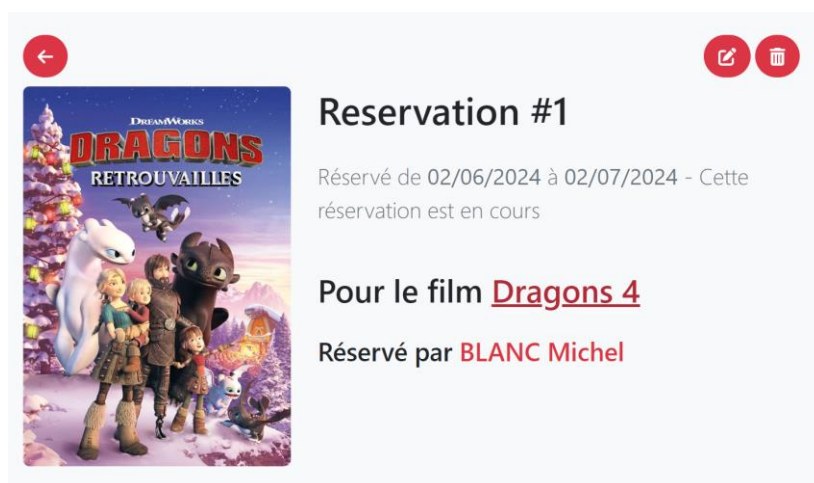 DREAMWORKS
DRAGONS
RETROUVAILLES
Reservation #1
Réservé de 02/06/2024 à 02/07/2024 - Cette
réservation est en cours
Pour le film Dragons 4
Réservé par BLANC Michel